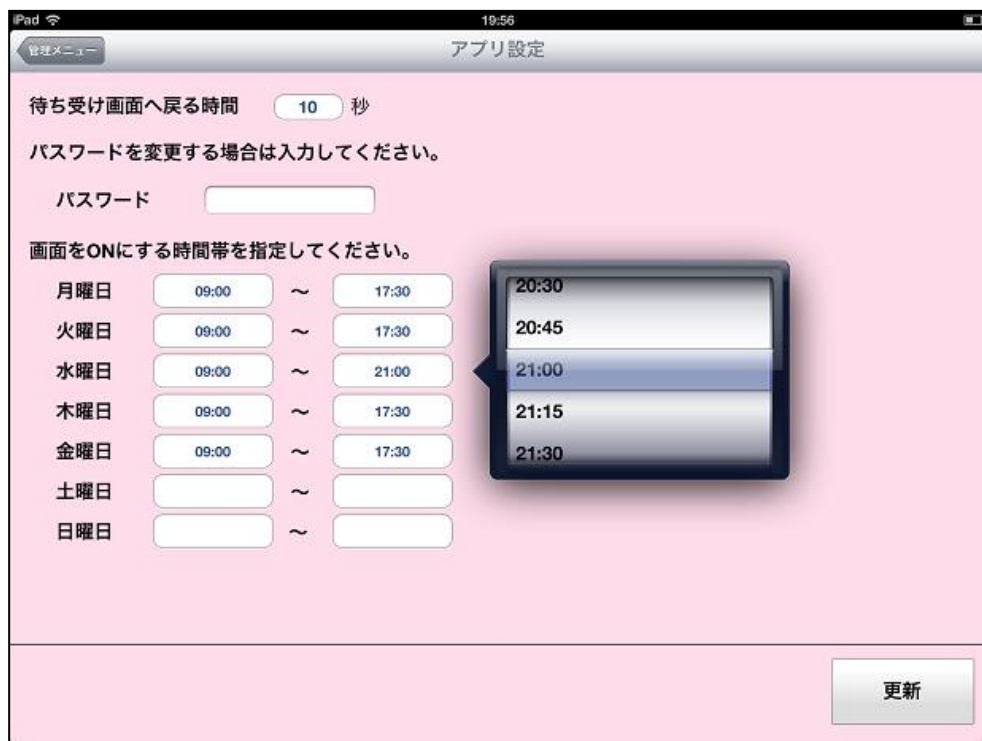 iPad 19:56
管理メニュー アプリ設定
待ち受け画面へ戻る時間 10 秒
パスワードを変更する場合は入力してください。
パスワード
画面をONにする時間帯を指定してください。
月曜日 09:00 ～ 17:30
火曜日 09:00 ～ 17:30
水曜日 09:00 ～ 21:00
木曜日 09:00 ～ 17:30
金曜日 09:00 ～ 17:30
土曜日 ～
日曜日 ～
20:30
20:45
21:00
21:15
21:30
更新